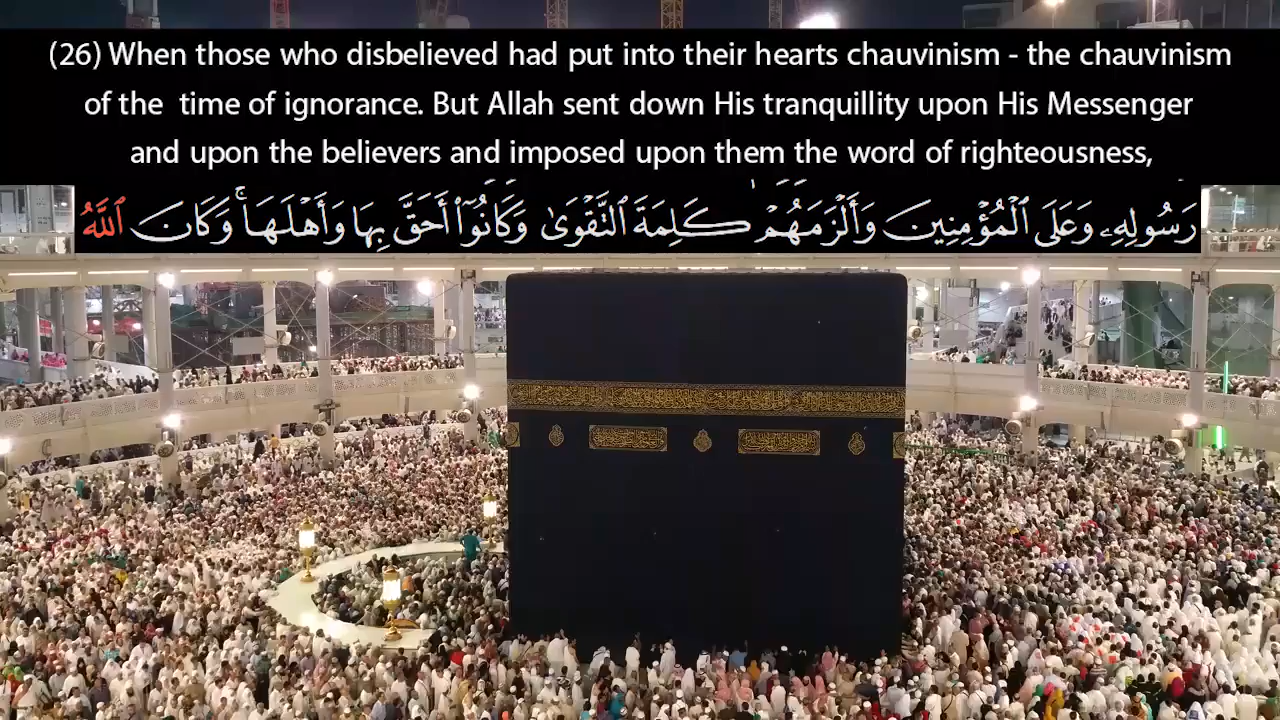 (26) When those who disbelieved had put into their hearts chauvinism - the chauvinism
of the time of ignorance. But Allah sent down His tranquillity upon His Messenger
and upon the believers and imposed upon them the word of righteousness,
رَسُولِهِۦ وَعَلَى ٱلْمُؤْمِنِينَ وَأَلْزَمَهُمْ كَلِمَةَ ٱلتَّقْوَىٰ وَكَانُوٓا۟ أَحَقَّ بِهَا وَأَهْلَهَا ۚ وَكَانَ ٱللَّهُ